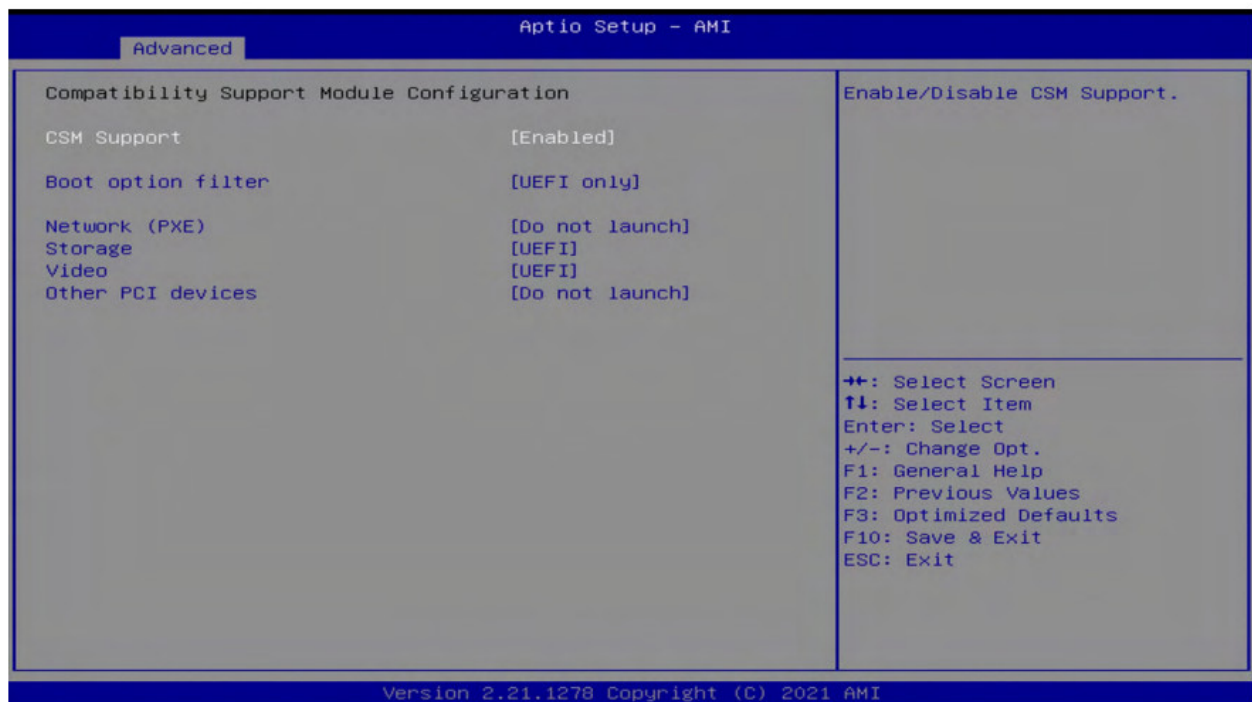 Aptio Setup – AMI
Advanced
Compatibility Support Module Configuration
CSM Support [Enabled]
Boot option filter [UEFI only]
Network (PXE) [Do not launch]
Storage [UEFI]
Video [UEFI]
Other PCI devices [Do not launch]
Enable/Disable CSM Support.
→←: Select Screen
↑↓: Select Item
Enter: Select
+/-: Change Opt.
F1: General Help
F2: Previous Values
F3: Optimized Defaults
F10: Save & Exit
ESC: Exit
Version 2.21.1278 Copyright (C) 2021 AMI